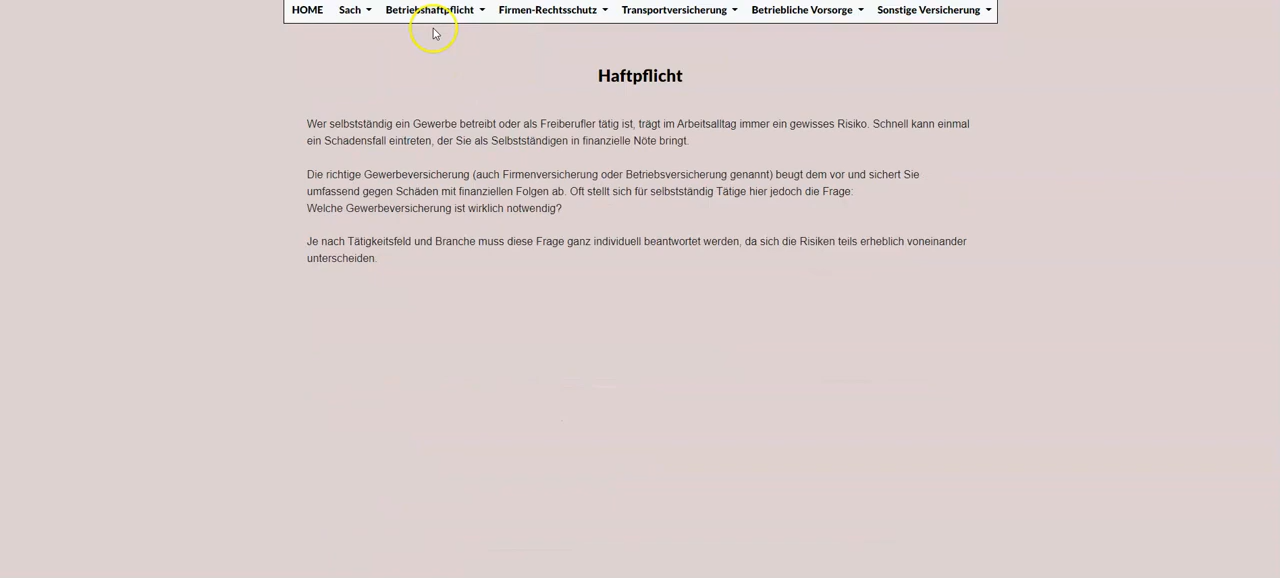 HOME Sach Betriebshaftpflicht Firmen-Rechtsschutz Transportversicherung Betriebliche Vorsorge Sonstige Versicherung
Haftpflicht
Wer selbstständig ein Gewerbe betreibt oder als Freiberufler tätig ist, trägt im Arbeitsalltag immer ein gewisses Risiko. Schnell kann einmal
ein Schadensfall eintreten, der Sie als Selbstständigen in finanzielle Nöte bringt.
Die richtige Gewerbeversicherung (auch Firmenversicherung oder Betriebsversicherung genannt) beugt dem vor und sichert Sie
umfassend gegen Schäden mit finanziellen Folgen ab. Oft stellt sich für selbstständig Tätige hier jedoch die Frage:
Welche Gewerbeversicherung ist wirklich notwendig?
Je nach Tätigkeitsfeld und Branche muss diese Frage ganz individuell beantwortet werden, da sich die Risiken teils erheblich voneinander
unterscheiden.